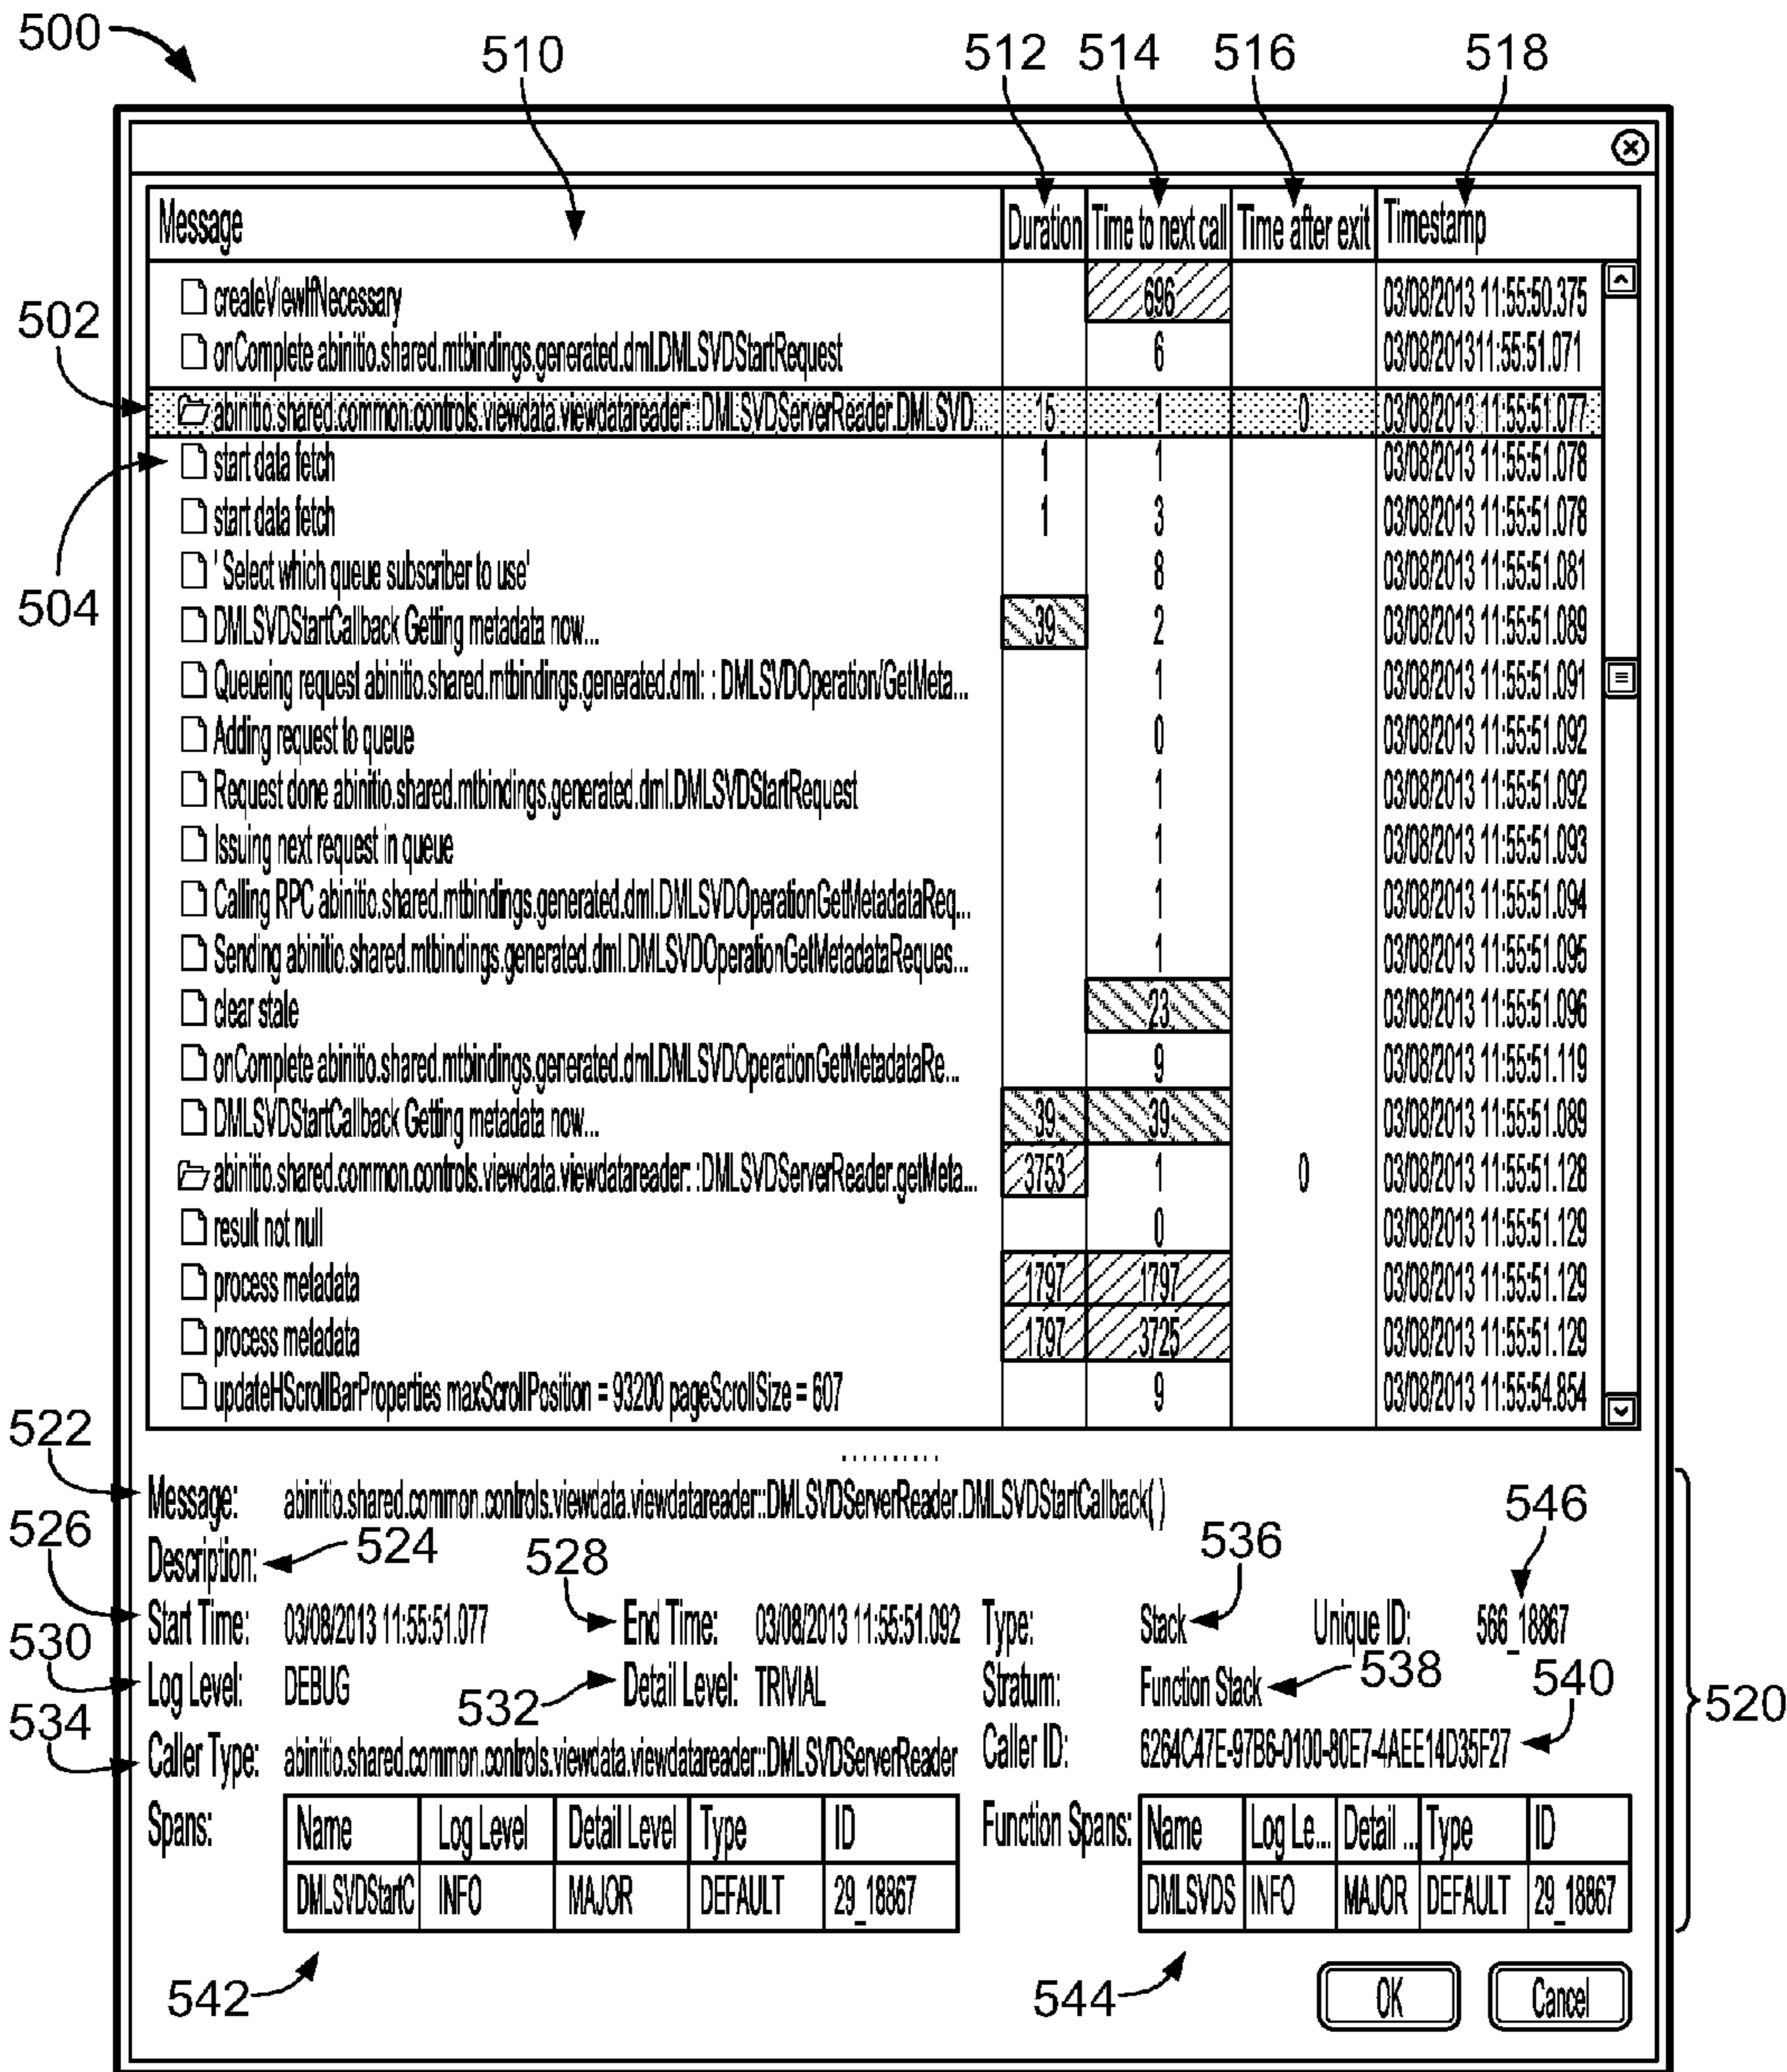 500
510
512 514 516 518
Message Duration Time to next call Time after exit Timestamp
createViewIfNecessary 696 03/08/2013 11:55:50.375
onComplete abinitio.shared.mtbindings.generated.dml.DMLSVDStartRequest 6 03/08/201311:55:51.071
502
abinitio.shared.common.controls.viewdata.viewdatareader: :DMLSVDServerReader.DMLSVD... 15 1 0 03/08/2013 11:55:51.077
start data fetch 1 1 03/08/2013 11:55:51.078
start data fetch 1 3 03/08/2013 11:55:51.078
' Select which queue subscriber to use' 8 03/08/2013 11:55:51.081
504
DMLSVDStartCallback Getting metadata now... 39 2 03/08/2013 11:55:51.089
Queueing request abinitio.shared.mtbindings.generated.dml: : DMLSVDOperation/GetMeta... 1 03/08/2013 11:55:51.091
Adding request to queue 0 03/08/2013 11:55:51.092
Request done abinitio.shared.mtbindings.generated.dml.DMLSVDStartRequest 1 03/08/2013 11:55:51.092
Issuing next request in queue 1 03/08/2013 11:55:51.093
Calling RPC abinitio.shared.mtbindings.generated.dml.DMLSVDOperationGetMetadataReq... 1 03/08/2013 11:55:51.094
Sending abinitio.shared.mtbindings.generated.dml.DMLSVDOperationGetMetadataReques... 1 03/08/2013 11:55:51.095
clear stale 23 03/08/2013 11:55:51.096
onComplete abinitio.shared.mtbindings.generated.dml.DMLSVDOperationGetMetadataRe... 9 03/08/2013 11:55:51.119
DMLSVDStartCallback Getting metadata now... 39 39 03/08/2013 11:55:51.089
abinitio.shared.common.controls.viewdata.viewdatareader: :DMLSVDServerReader.getMeta... 3753 1 0 03/08/2013 11:55:51.128
result not null 0 03/08/2013 11:55:51.129
process metadata 1797 1797 03/08/2013 11:55:51.129
process metadata 1797 3725 03/08/2013 11:55:51.129
updateHScrollBarProperties maxScrollPosition = 93200 pageScrollSize = 607 9 03/08/2013 11:55:54.854
..........
522
Message: abinitio.shared.common.controls.viewdata.viewdatareader::DMLSVDServerReader.DMLSVDStartCallback( )
526 546
Description: 524 528 536
Start Time: 03/08/2013 11:55:51.077 End Time: 03/08/2013 11:55:51.092 Type: Stack Unique ID: 566_18867
530
Log Level: DEBUG 532 Detail Level: TRIVIAL Stratum: Function Stack 538 540
534 520
Caller Type: abinitio.shared.common.controls.viewdata.viewdatareader::DMLSVDServerReader Caller ID: 6264C47E-97B6-0100-80E7-4AEE14D35F27
Spans: Name Log Level Detail Level Type ID Function Spans: Name Log Le... Detail ... Type ID
DMLSVDStartC INFO MAJOR DEFAULT 29_18867 DMLSVDS INFO MAJOR DEFAULT 29_18867
542 544 OK Cancel